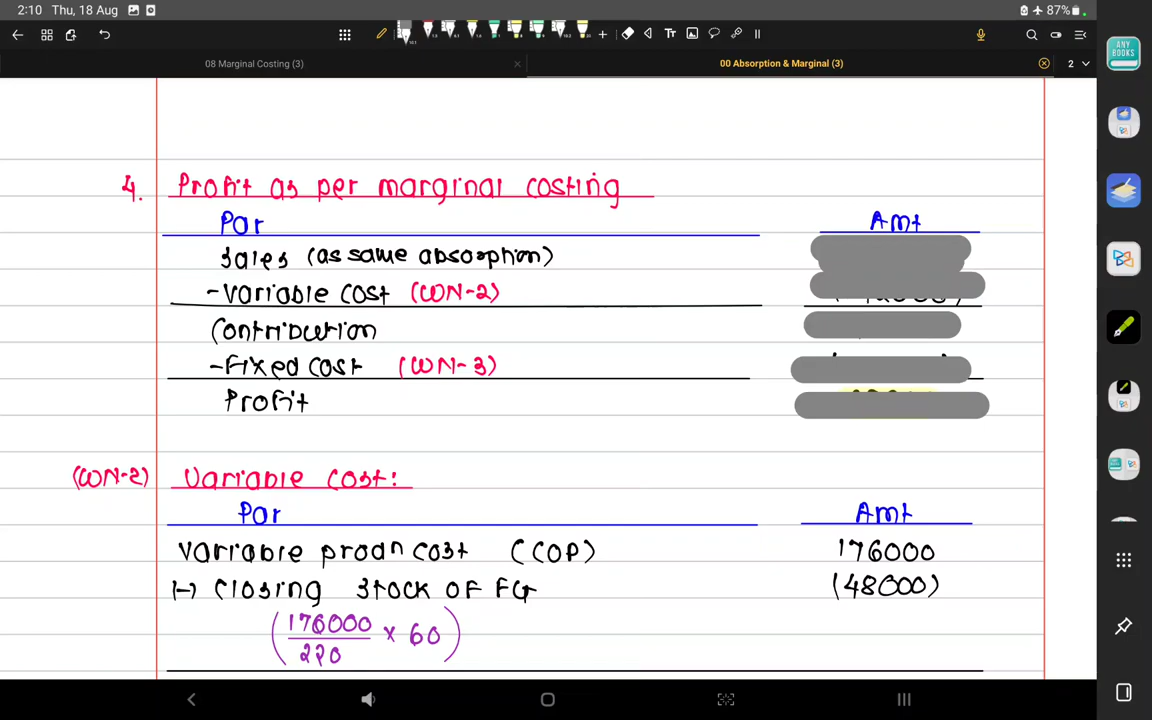 2:10 Thu, 18 Aug
87%
08 Marginal Costing (3)
00 Absorption & Marginal (3)
2
ANY BOOKS
4. Profit as per marginal costing
Par Amt
Sales (as same absorption)
-Variable cost (WN-2)
Contribution
-Fixed cost (WN-3)
Profit
(WN-2) Variable cost:
Par Amt
Variable prodn cost (COP) 176000
(-) Closing Stock of FG (48000)
(176000
220 × 60)